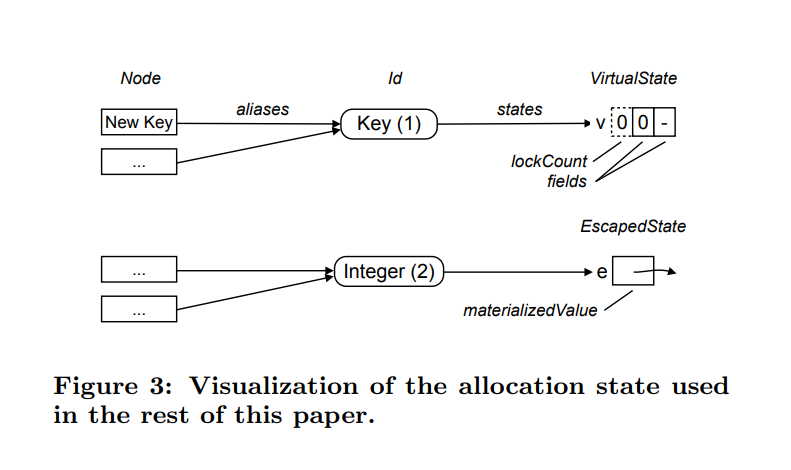 Node Id VirtualState
New Key aliases Key (1) states v 0 0 -
...
lockCount
fields
EscapedState
... Integer (2) e
...
materializedValue
Figure 3: Visualization of the allocation state used
in the rest of this paper.